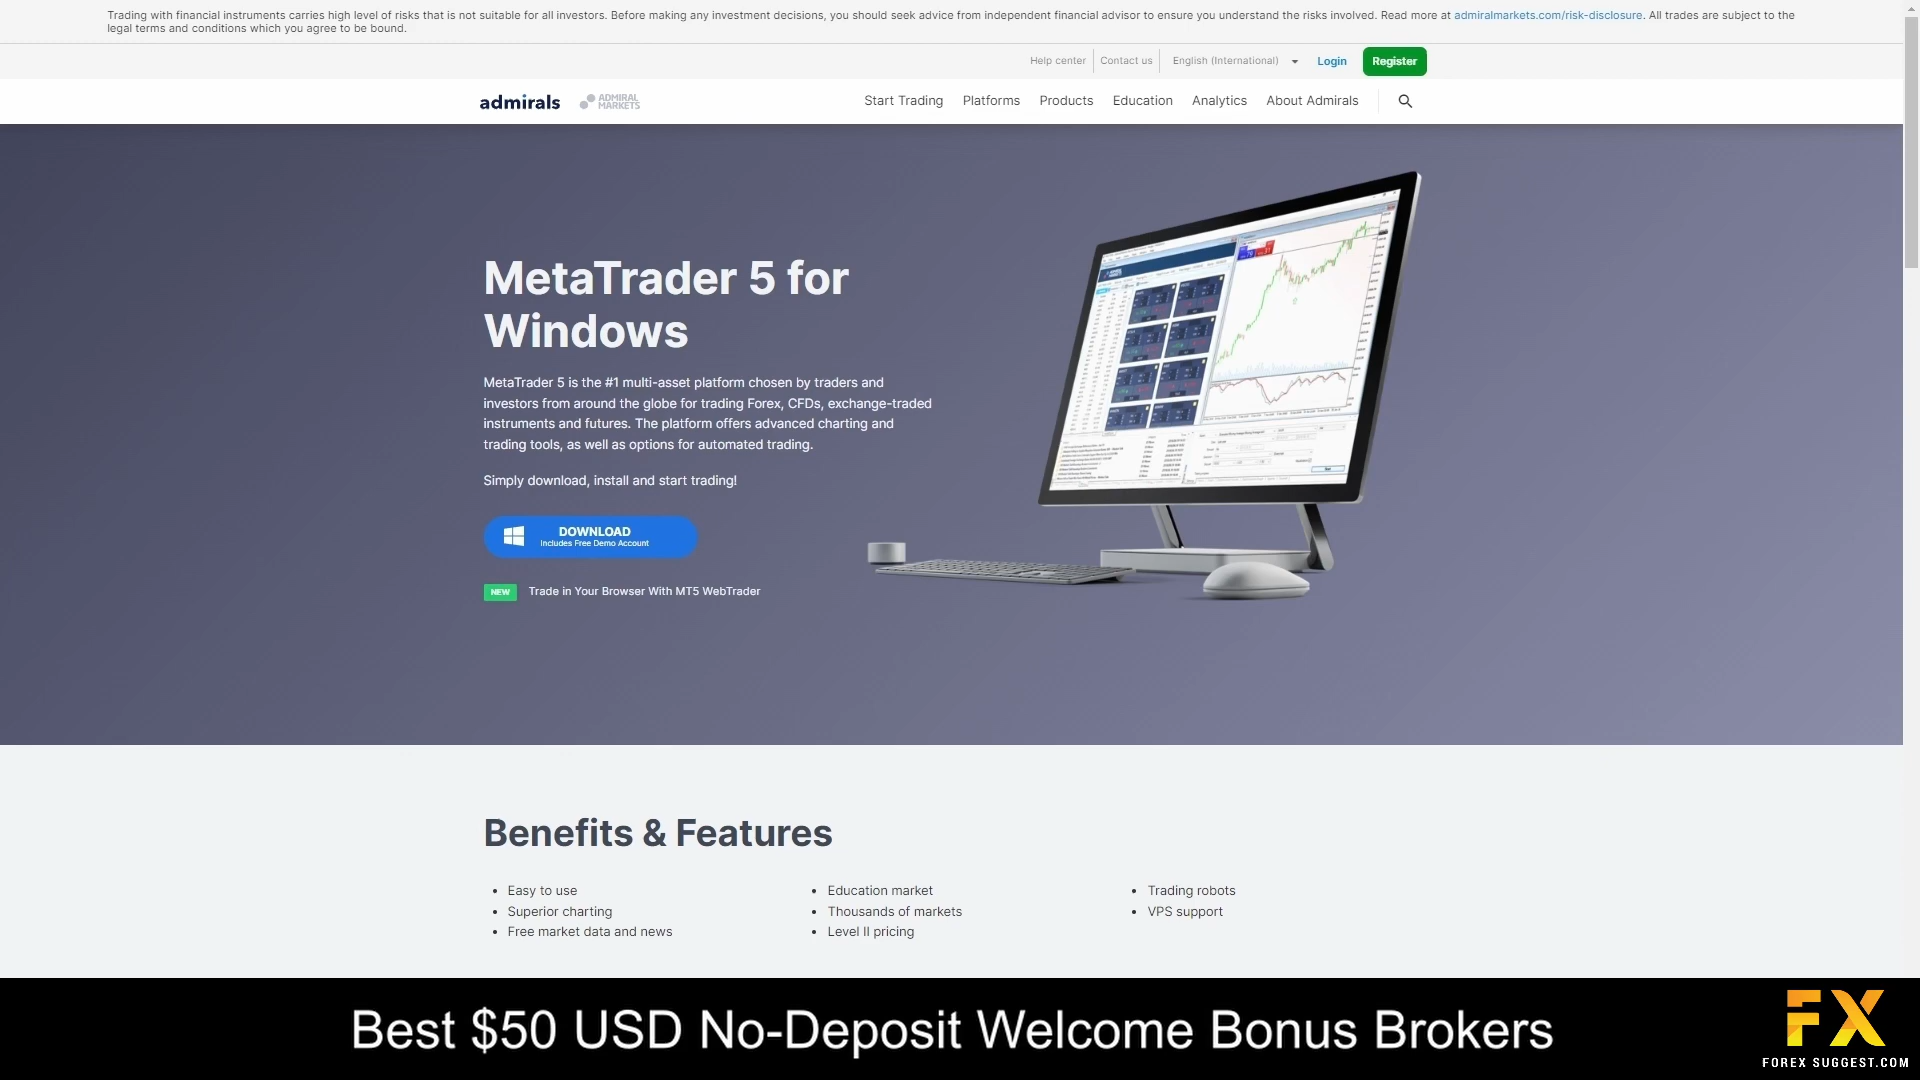 Trading with financial instruments carries high level of risks that is not suitable for all investors. Before making any investment decisions, you should seek advice from independent financial advisor to ensure you understand the risks involved. Read more at admiralmarkets.com/risk-disclosure. All trades are subject to the
legal terms and conditions which you agree to be bound.
Help center Contact us English (International) Login Register
admirals ADMIRAL MARKETS Start Trading Platforms Products Education Analytics About Admirals
MetaTrader 5 for
Windows
MetaTrader 5 is the #1 multi-asset platform chosen by traders and
investors from around the globe for trading Forex, CFDs, exchange-traded
instruments and futures. The platform offers advanced charting and
trading tools, as well as options for automated trading.
Simply download, install and start trading!
DOWNLOAD
Includes Free Demo Account
NEW Trade in Your Browser With MT5 WebTrader
Benefits & Features
Easy to use
Superior charting
Free market data and news
Education market
Thousands of markets
Level II pricing
Trading robots
VPS support
Best $50 USD No-Deposit Welcome Bonus Brokers
FX
FOREX SUGGEST.COM